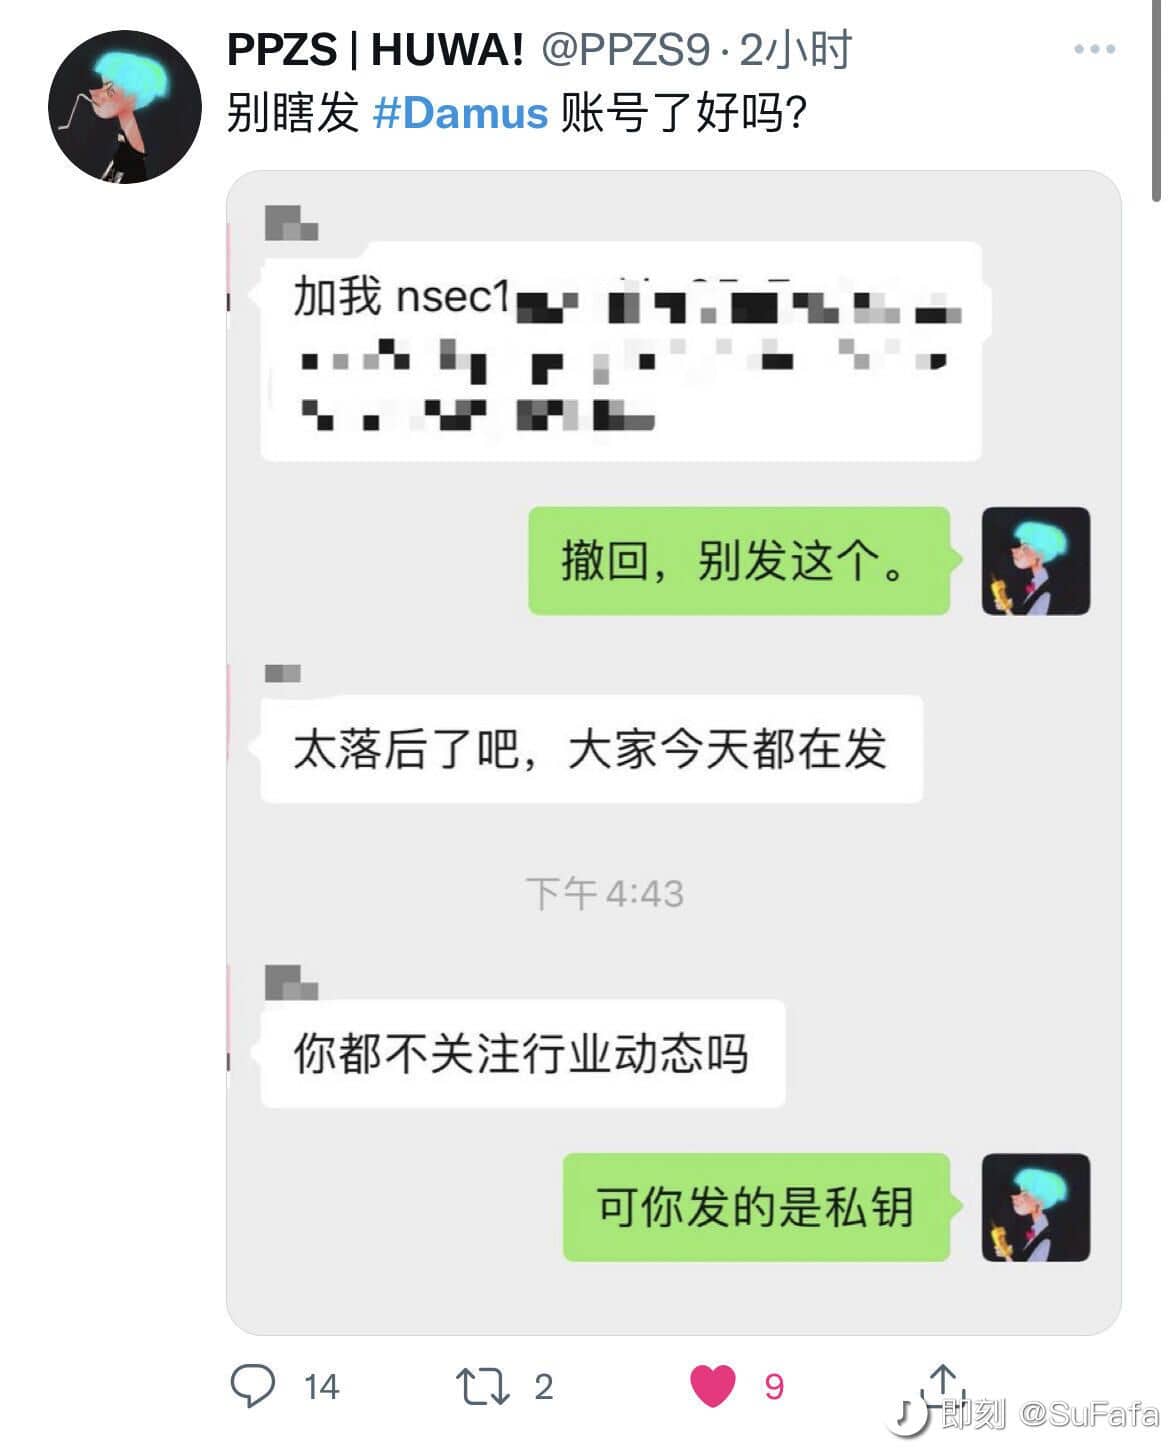 PPZS | HUWA! @PPZS9 · 2小时
别瞎发 #Damus 账号了好吗?
加我 nsec1
撤回，别发这个。
太落后了吧，大家今天都在发
下午 4:43
你都不关注行业动态吗
可你发的是私钥
14 2 9
即刻 @SuFafa